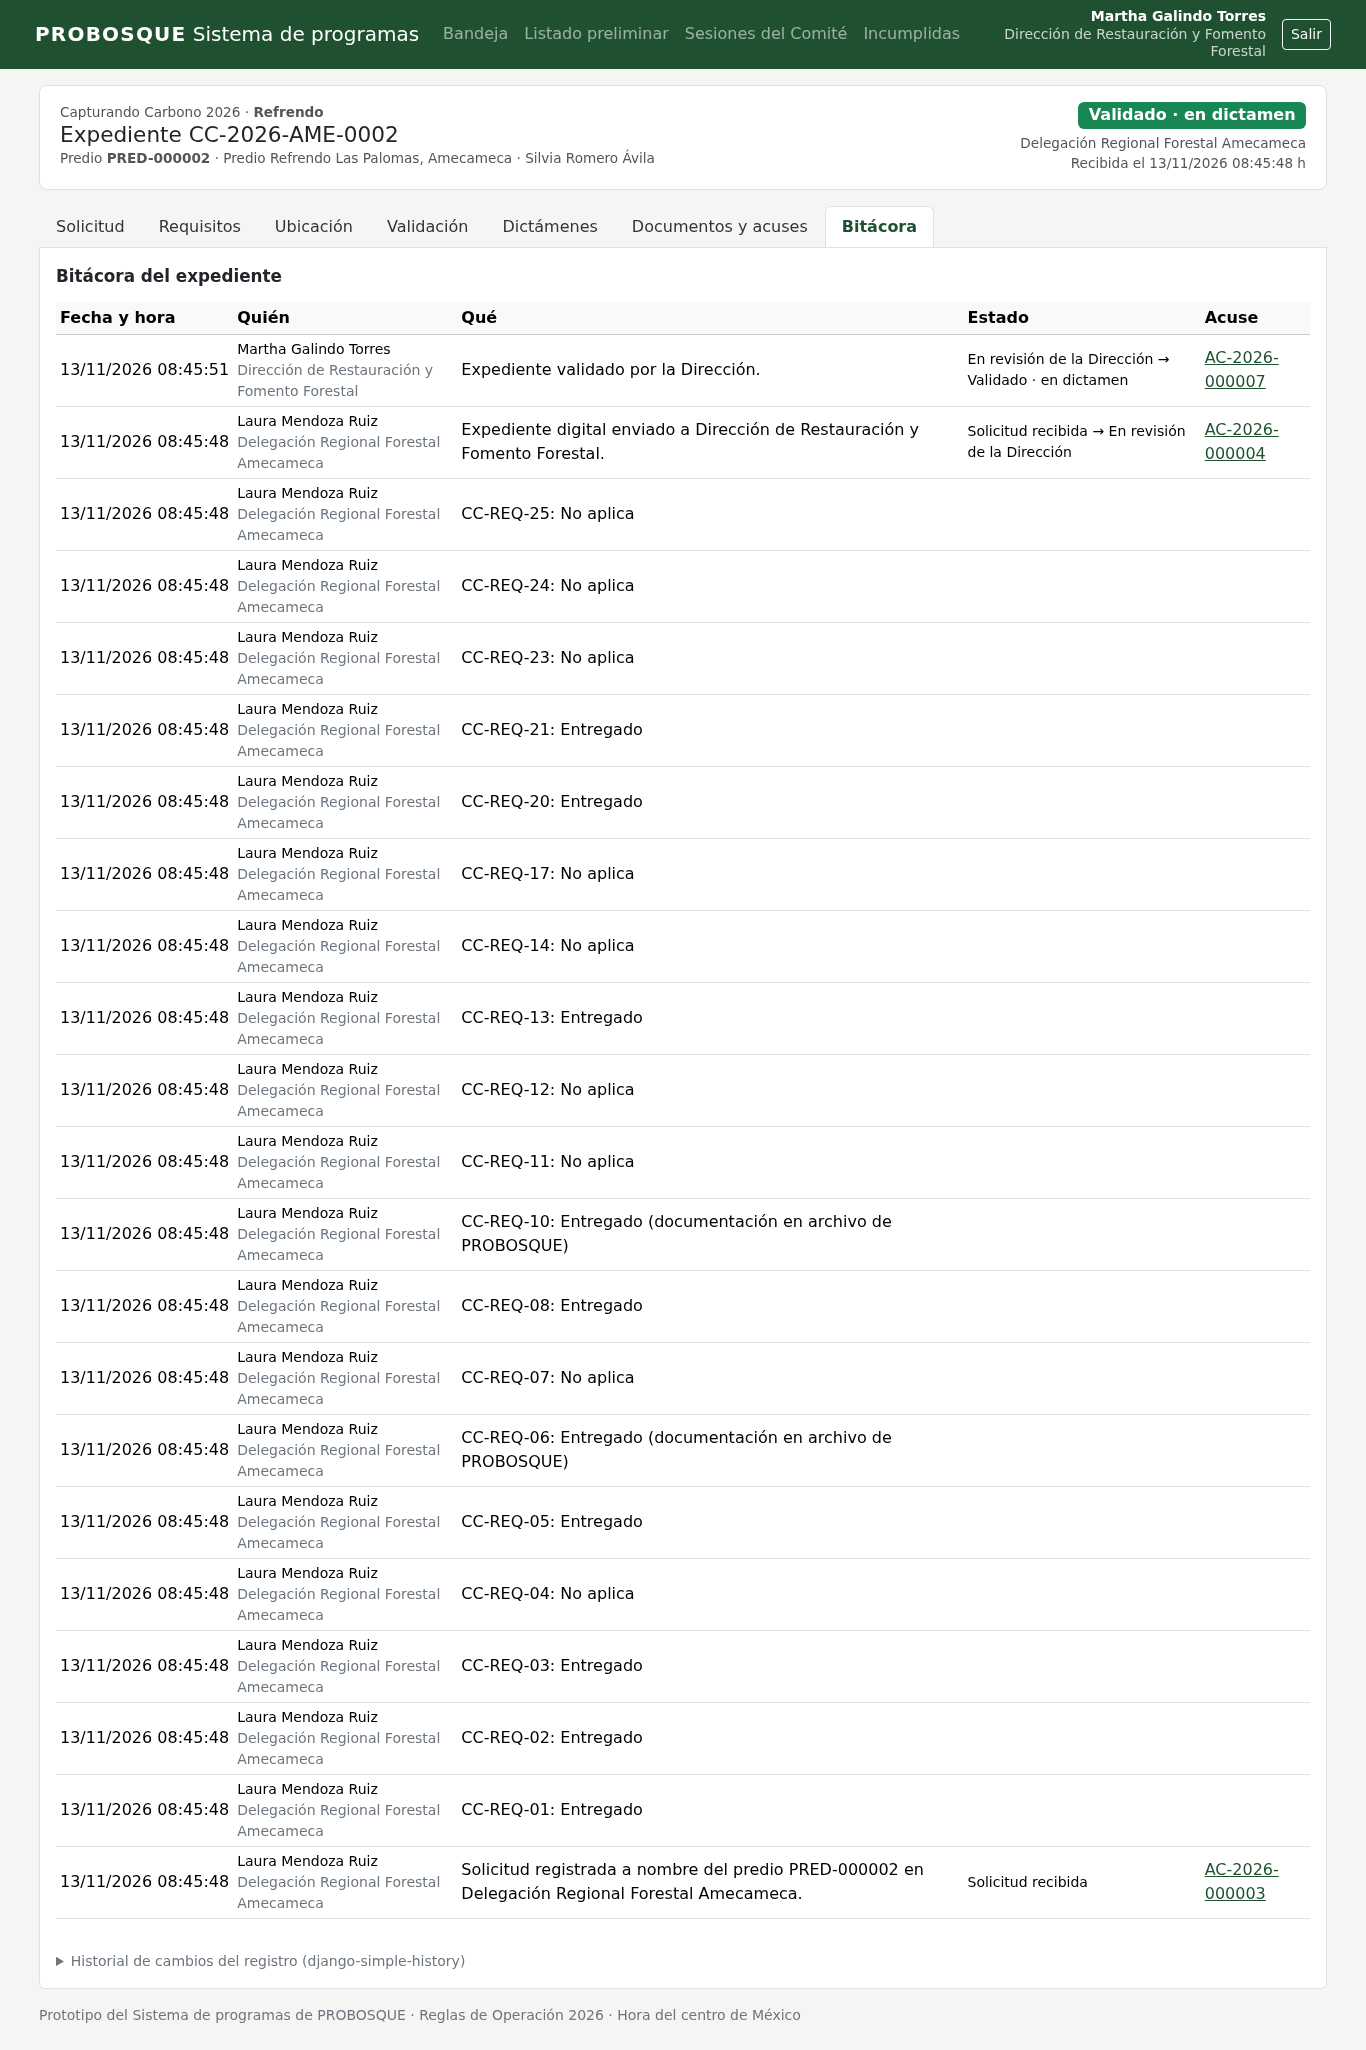 PROBOSQUE Sistema de programas Bandeja Listado preliminar Sesiones del Comité Incumplidas
Martha Galindo Torres
Dirección de Restauración y Fomento
Forestal
Salir
Capturando Carbono 2026 · Refrendo
Expediente CC-2026-AME-0002
Predio PRED-000002 · Predio Refrendo Las Palomas, Amecameca · Silvia Romero Ávila
Validado · en dictamen
Delegación Regional Forestal Amecameca
Recibida el 13/11/2026 08:45:48 h
Solicitud Requisitos Ubicación Validación Dictámenes Documentos y acuses Bitácora
Bitácora del expediente
Fecha y hora Quién Qué Estado Acuse
13/11/2026 08:45:51
Martha Galindo Torres
Dirección de Restauración y
Fomento Forestal
Expediente validado por la Dirección.
En revisión de la Dirección →
Validado · en dictamen
AC-2026-
000007
13/11/2026 08:45:48
Laura Mendoza Ruiz
Delegación Regional Forestal
Amecameca
Expediente digital enviado a Dirección de Restauración y
Fomento Forestal.
Solicitud recibida → En revisión
de la Dirección
AC-2026-
000004
13/11/2026 08:45:48
Laura Mendoza Ruiz
Delegación Regional Forestal
Amecameca
CC-REQ-25: No aplica
13/11/2026 08:45:48
Laura Mendoza Ruiz
Delegación Regional Forestal
Amecameca
CC-REQ-24: No aplica
13/11/2026 08:45:48
Laura Mendoza Ruiz
Delegación Regional Forestal
Amecameca
CC-REQ-23: No aplica
13/11/2026 08:45:48
Laura Mendoza Ruiz
Delegación Regional Forestal
Amecameca
CC-REQ-21: Entregado
13/11/2026 08:45:48
Laura Mendoza Ruiz
Delegación Regional Forestal
Amecameca
CC-REQ-20: Entregado
13/11/2026 08:45:48
Laura Mendoza Ruiz
Delegación Regional Forestal
Amecameca
CC-REQ-17: No aplica
13/11/2026 08:45:48
Laura Mendoza Ruiz
Delegación Regional Forestal
Amecameca
CC-REQ-14: No aplica
13/11/2026 08:45:48
Laura Mendoza Ruiz
Delegación Regional Forestal
Amecameca
CC-REQ-13: Entregado
13/11/2026 08:45:48
Laura Mendoza Ruiz
Delegación Regional Forestal
Amecameca
CC-REQ-12: No aplica
13/11/2026 08:45:48
Laura Mendoza Ruiz
Delegación Regional Forestal
Amecameca
CC-REQ-11: No aplica
13/11/2026 08:45:48
Laura Mendoza Ruiz
Delegación Regional Forestal
Amecameca
CC-REQ-10: Entregado (documentación en archivo de
PROBOSQUE)
13/11/2026 08:45:48
Laura Mendoza Ruiz
Delegación Regional Forestal
Amecameca
CC-REQ-08: Entregado
13/11/2026 08:45:48
Laura Mendoza Ruiz
Delegación Regional Forestal
Amecameca
CC-REQ-07: No aplica
13/11/2026 08:45:48
Laura Mendoza Ruiz
Delegación Regional Forestal
Amecameca
CC-REQ-06: Entregado (documentación en archivo de
PROBOSQUE)
13/11/2026 08:45:48
Laura Mendoza Ruiz
Delegación Regional Forestal
Amecameca
CC-REQ-05: Entregado
13/11/2026 08:45:48
Laura Mendoza Ruiz
Delegación Regional Forestal
Amecameca
CC-REQ-04: No aplica
13/11/2026 08:45:48
Laura Mendoza Ruiz
Delegación Regional Forestal
Amecameca
CC-REQ-03: Entregado
13/11/2026 08:45:48
Laura Mendoza Ruiz
Delegación Regional Forestal
Amecameca
CC-REQ-02: Entregado
13/11/2026 08:45:48
Laura Mendoza Ruiz
Delegación Regional Forestal
Amecameca
CC-REQ-01: Entregado
13/11/2026 08:45:48
Laura Mendoza Ruiz
Delegación Regional Forestal
Amecameca
Solicitud registrada a nombre del predio PRED-000002 en
Delegación Regional Forestal Amecameca.
Solicitud recibida
AC-2026-
000003
▶ Historial de cambios del registro (django-simple-history)
Prototipo del Sistema de programas de PROBOSQUE · Reglas de Operación 2026 · Hora del centro de México